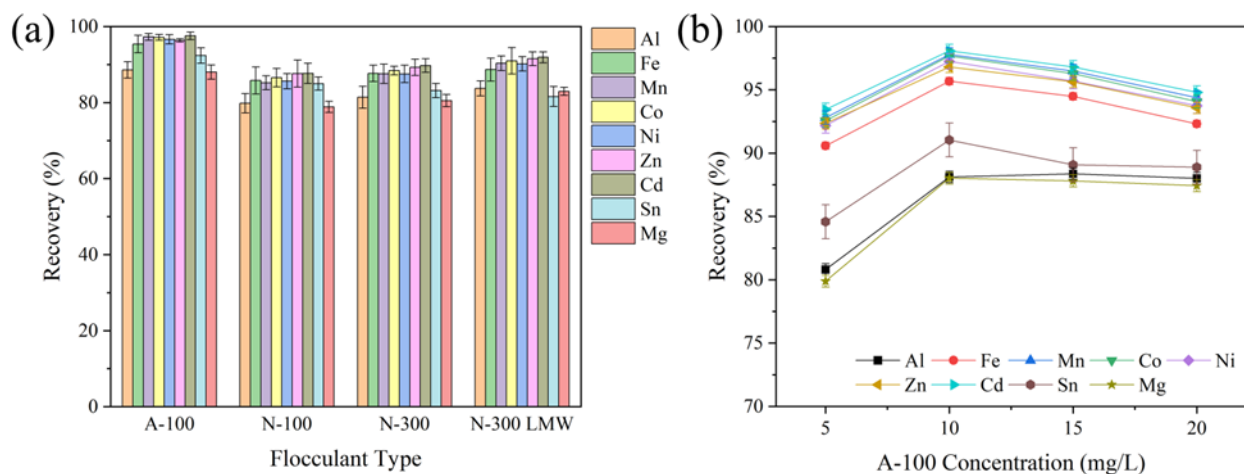 (a)
100
80
60
40
20
0
Recovery (%)
A-100 N-100 N-300 N-300 LMW
Flocculant Type
Al
Fe
Mn
Co
Ni
Zn
Cd
Sn
Mg
(b)
100
95
90
85
80
75
70
Recovery (%)
Al Fe Mn Co Ni
Zn Cd Sn Mg
5 10 15 20
A-100 Concentration (mg/L)